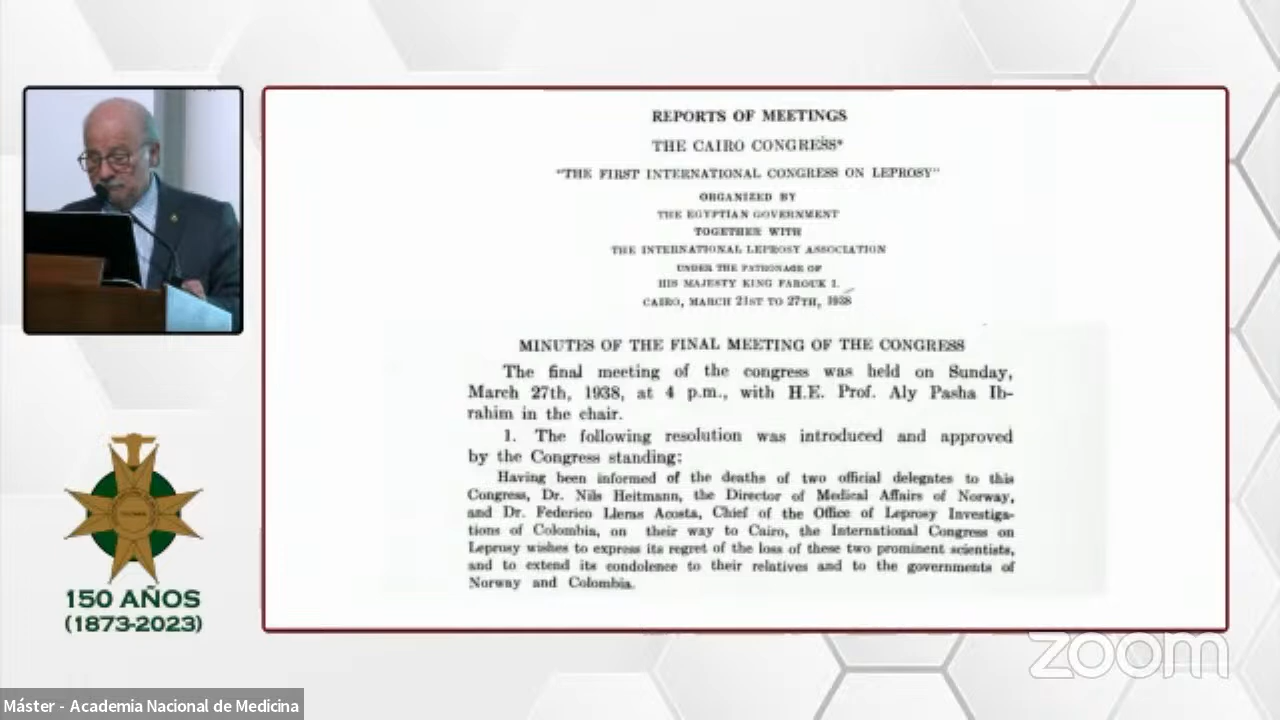 REPORTS OF MEETINGS
THE CAIRO CONGRESS*
"THE FIRST INTERNATIONAL CONGRESS ON LEPROSY"
ORGANIZED BY
THE EGYPTIAN GOVERNMENT
TOGETHER WITH
THE INTERNATIONAL LEPROSY ASSOCIATION
UNDER THE PATRONAGE OF
HIS MAJESTY KING FAROUK I.
CAIRO, MARCH 21ST TO 27TH, 1938
MINUTES OF THE FINAL MEETING OF THE CONGRESS
The final meeting of the congress was held on Sunday,
March 27th, 1938, at 4 p.m., with H.E. Prof. Aly Pasha Ib-
rahim in the chair.
1. The following resolution was introduced and approved
by the Congress standing:
Having been informed of the deaths of two official delegates to this
Congress, Dr. Nils Heitmann, the Director of Medical Affairs of Norway,
and Dr. Federico Lleras Acosta, Chief of the Office of Leprosy Investiga-
tions of Colombia, on their way to Cairo, the International Congress on
Leprosy wishes to express its regret of the loss of these two prominent scientists,
and to extend its condolence to their relatives and to the governments of
Norway and Colombia.
150 AÑOS
(1873-2023)
zoom
Máster - Academia Nacional de Medicina